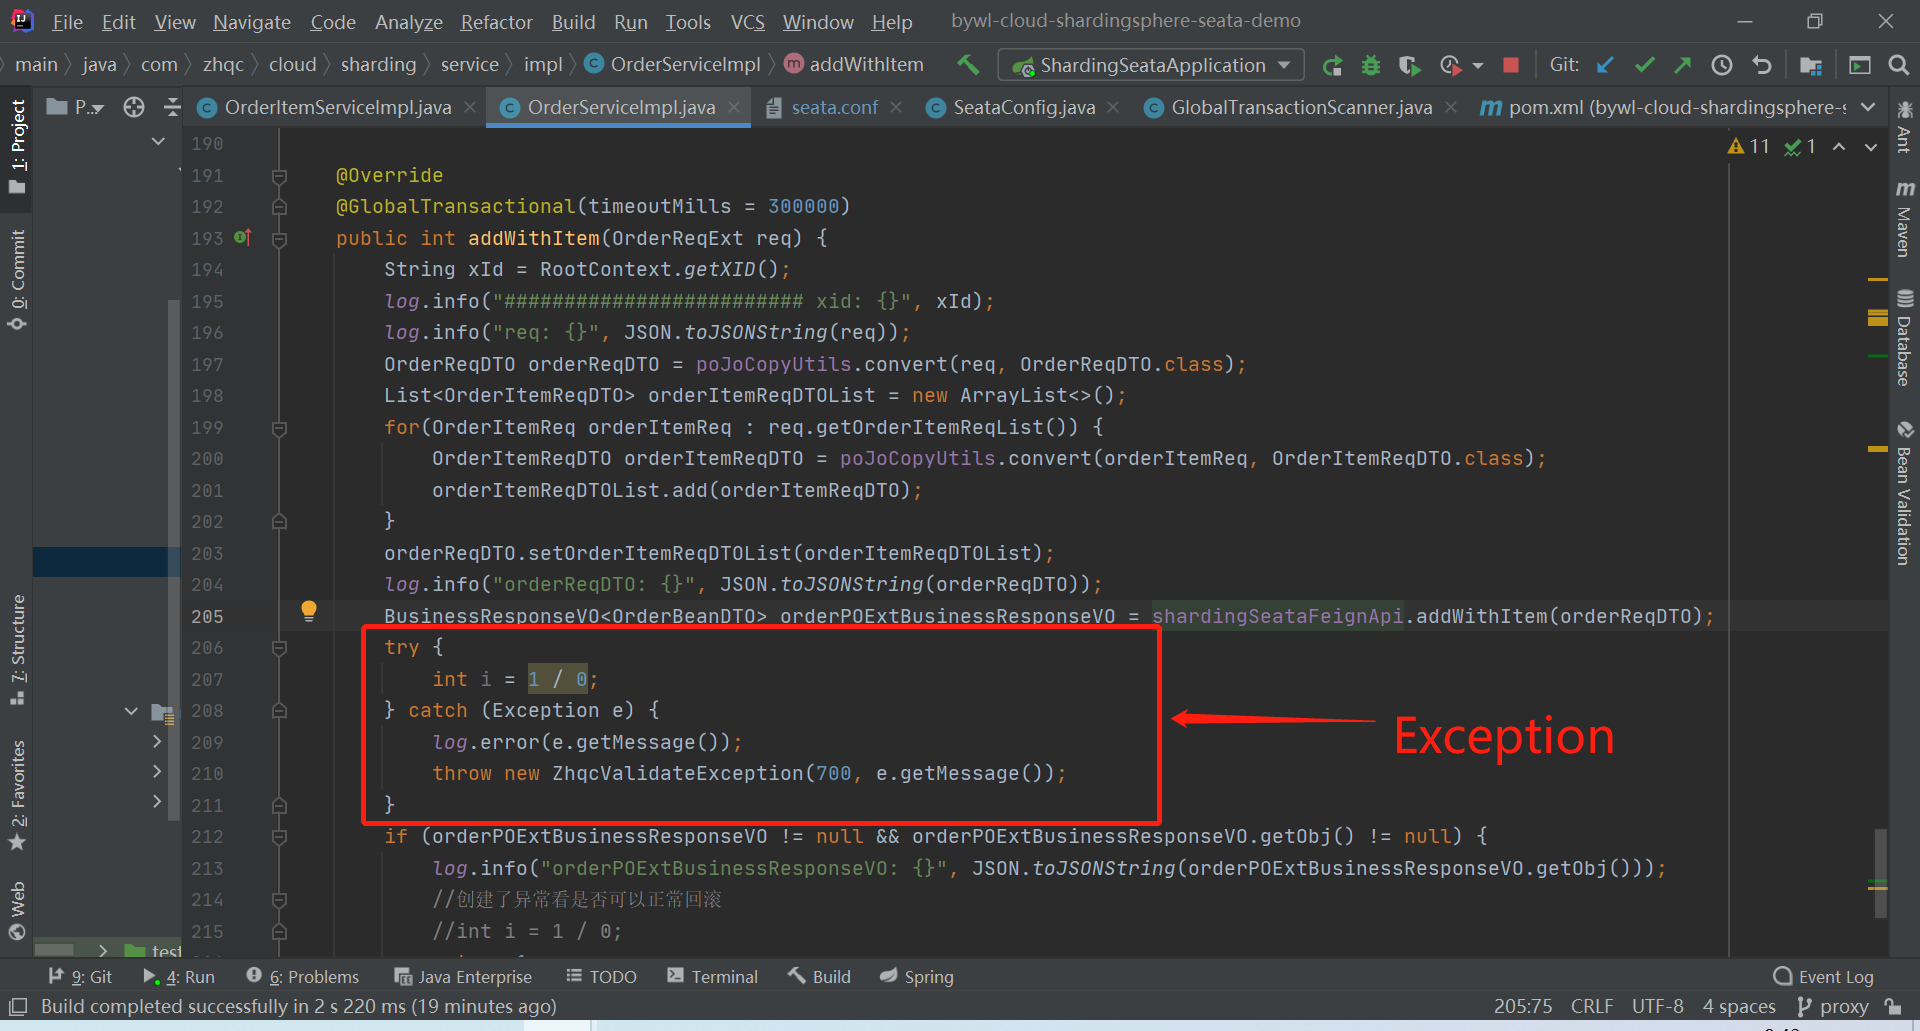 File Edit View Navigate Code Analyze Refactor Build Run Tools VCS Window Help bywl-cloud-shardingsphere-seata-demo
main java com zhqc cloud sharding service impl OrderServiceImpl addWithItem ShardingSeataApplication Git:
P.. OrderItemServiceImpl.java OrderServiceImpl.java seata.conf SeataConfig.java GlobalTransactionScanner.java pom.xml (bywl-cloud-shardingsphere-s
11 1
190
191 @Override
192 @GlobalTransactional(timeoutMills = 300000)
193 public int addWithItem(OrderReqExt req) {
194 String xId = RootContext.getXID();
195 log.info("######################### xid: {}", xId);
196 log.info("req: {}", JSON.toJSONString(req));
197 OrderReqDTO orderReqDTO = poJoCopyUtils.convert(req, OrderReqDTO.class);
198 List<OrderItemReqDTO> orderItemReqDTOList = new ArrayList<>();
199 for(OrderItemReq orderItemReq : req.getOrderItemReqList()) {
200 OrderItemReqDTO orderItemReqDTO = poJoCopyUtils.convert(orderItemReq, OrderItemReqDTO.class);
201 orderItemReqDTOList.add(orderItemReqDTO);
202 }
203 orderReqDTO.setOrderItemReqDTOList(orderItemReqDTOList);
204 log.info("orderReqDTO: {}", JSON.toJSONString(orderReqDTO));
205 BusinessResponseVO<OrderBeanDTO> orderPOExtBusinessResponseVO = shardingSeataFeignApi.addWithItem(orderReqDTO);
206 try {
207 int i = 1 / 0;
208 } catch (Exception e) {
209 log.error(e.getMessage());
210 throw new ZhqcValidateException(700, e.getMessage());
211 }
Exception
212 if (orderPOExtBusinessResponseVO != null && orderPOExtBusinessResponseVO.getObj() != null) {
213 log.info("orderPOExtBusinessResponseVO: {}", JSON.toJSONString(orderPOExtBusinessResponseVO.getObj()));
214 //创建了异常看是否可以正常回滚
215 //int i = 1 / 0;
test
1: Project
0: Commit
7: Structure
2: Favorites
Web
Ant
Maven
Database
Bean Validation
9: Git 4: Run 6: Problems Java Enterprise TODO Terminal Build Spring Event Log
Build completed successfully in 2 s 220 ms (19 minutes ago) 205:75 CRLF UTF-8 4 spaces proxy